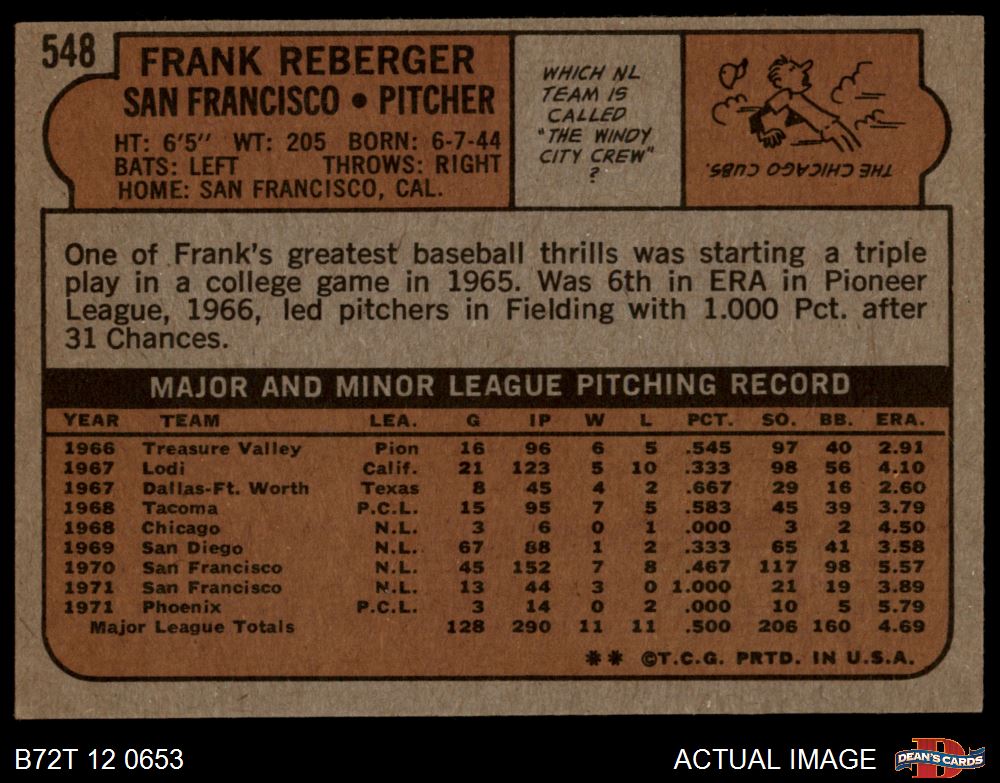 548
FRANK REBERGER
SAN FRANCISCO • PITCHER
HT: 6'5" WT: 205 BORN: 6-7-44
BATS: LEFT THROWS: RIGHT
HOME: SAN FRANCISCO, CAL.
WHICH NL
TEAM IS
CALLED
"THE WINDY
CITY CREW"
?
THE CHICAGO CUBS.
One of Frank's greatest baseball thrills was starting a triple
play in a college game in 1965. Was 6th in ERA in Pioneer
League, 1966, led pitchers in Fielding with 1.000 Pct. after
31 Chances.
MAJOR AND MINOR LEAGUE PITCHING RECORD
YEAR TEAM LEA. G IP W L PCT. SO. BB. ERA.
1966 Treasure Valley Pion 16 96 6 5 .545 97 40 2.91
1967 Lodi Calif. 21 123 5 10 .333 98 56 4.10
1967 Dallas-Ft. Worth Texas 8 45 4 2 .667 29 16 2.60
1968 Tacoma P.C.L. 15 95 7 5 .583 45 39 3.79
1968 Chicago N.L. 3 6 0 1 .000 3 2 4.50
1969 San Diego N.L. 67 88 1 2 .333 65 41 3.58
1970 San Francisco N.L. 45 152 7 8 .467 117 98 5.57
1971 San Francisco N.L. 13 44 3 0 1.000 21 19 3.89
1971 Phoenix P.C.L. 3 14 0 2 .000 10 5 5.79
Major League Totals 128 290 11 11 .500 206 160 4.69
** ©T.C.G. PRTD. IN U.S.A.
B72T 12 0653
ACTUAL IMAGE
D
DEAN'S CARDS